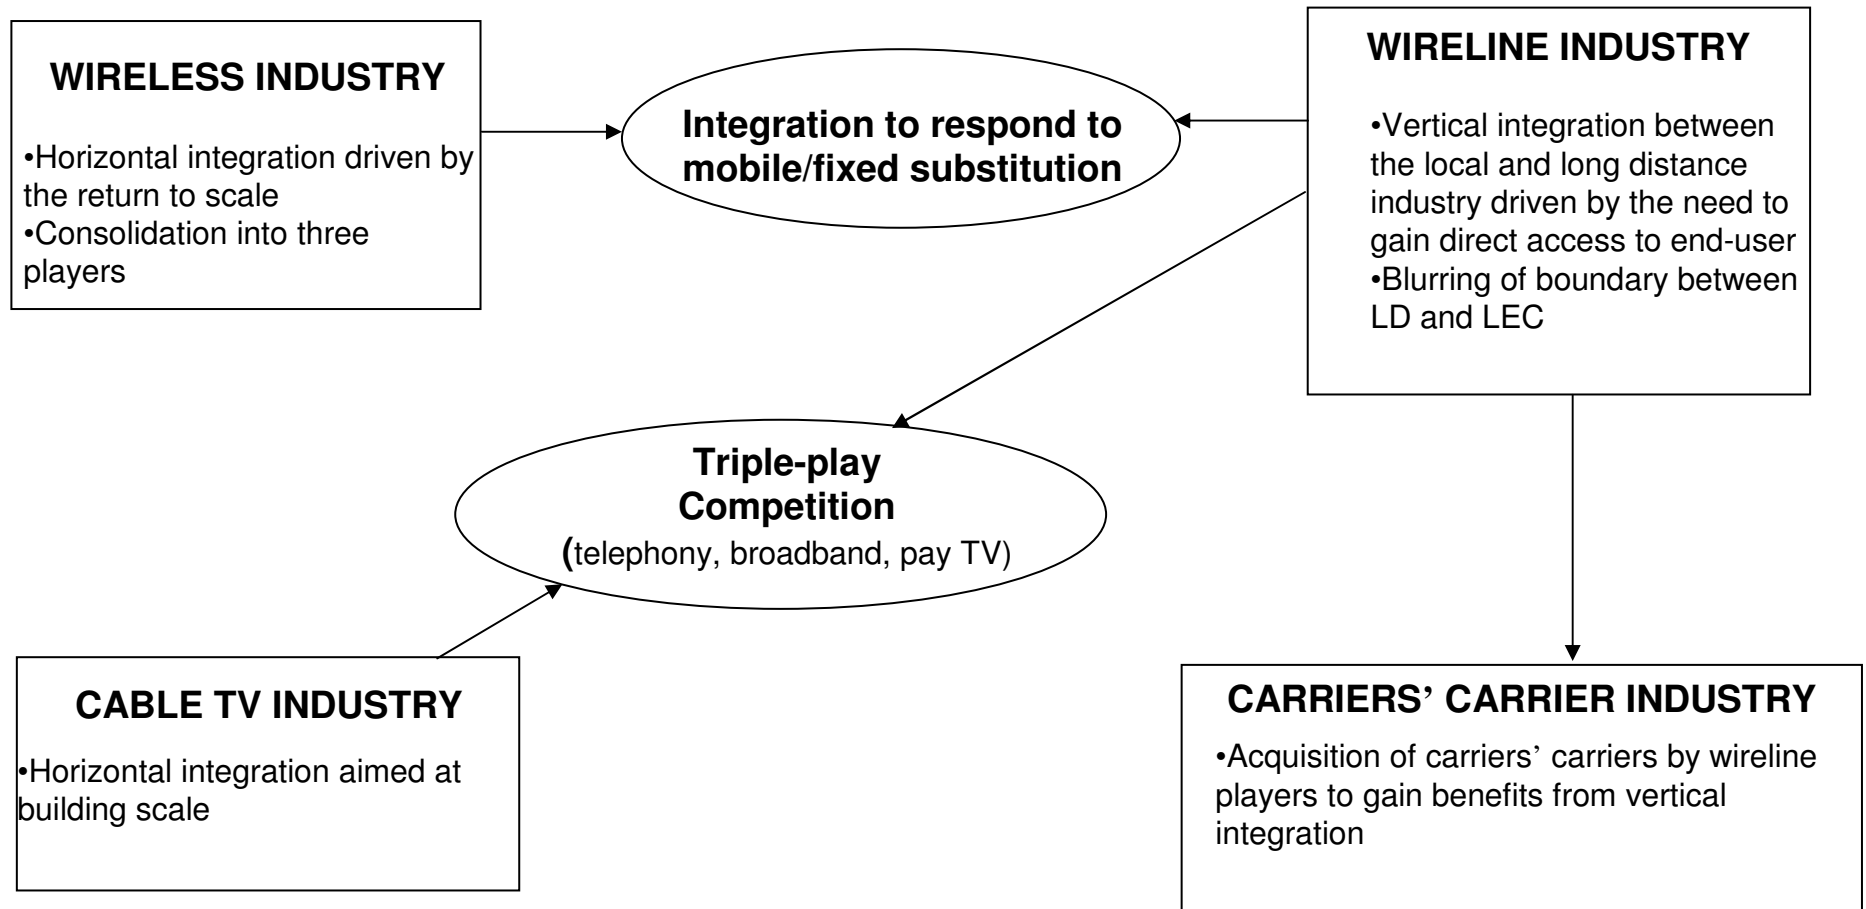 WIRELESS INDUSTRY
•Horizontal integration driven by
the return to scale
•Consolidation into three
players
Integration to respond to
mobile/fixed substitution
WIRELINE INDUSTRY
•Vertical integration between
the local and long distance
industry driven by the need to
gain direct access to end-user
•Blurring of boundary between
LD and LEC
Triple-play
Competition
(telephony, broadband, pay TV)
CABLE TV INDUSTRY
•Horizontal integration aimed at
building scale
CARRIERS’ CARRIER INDUSTRY
•Acquisition of carriers’ carriers by wireline
players to gain benefits from vertical
integration